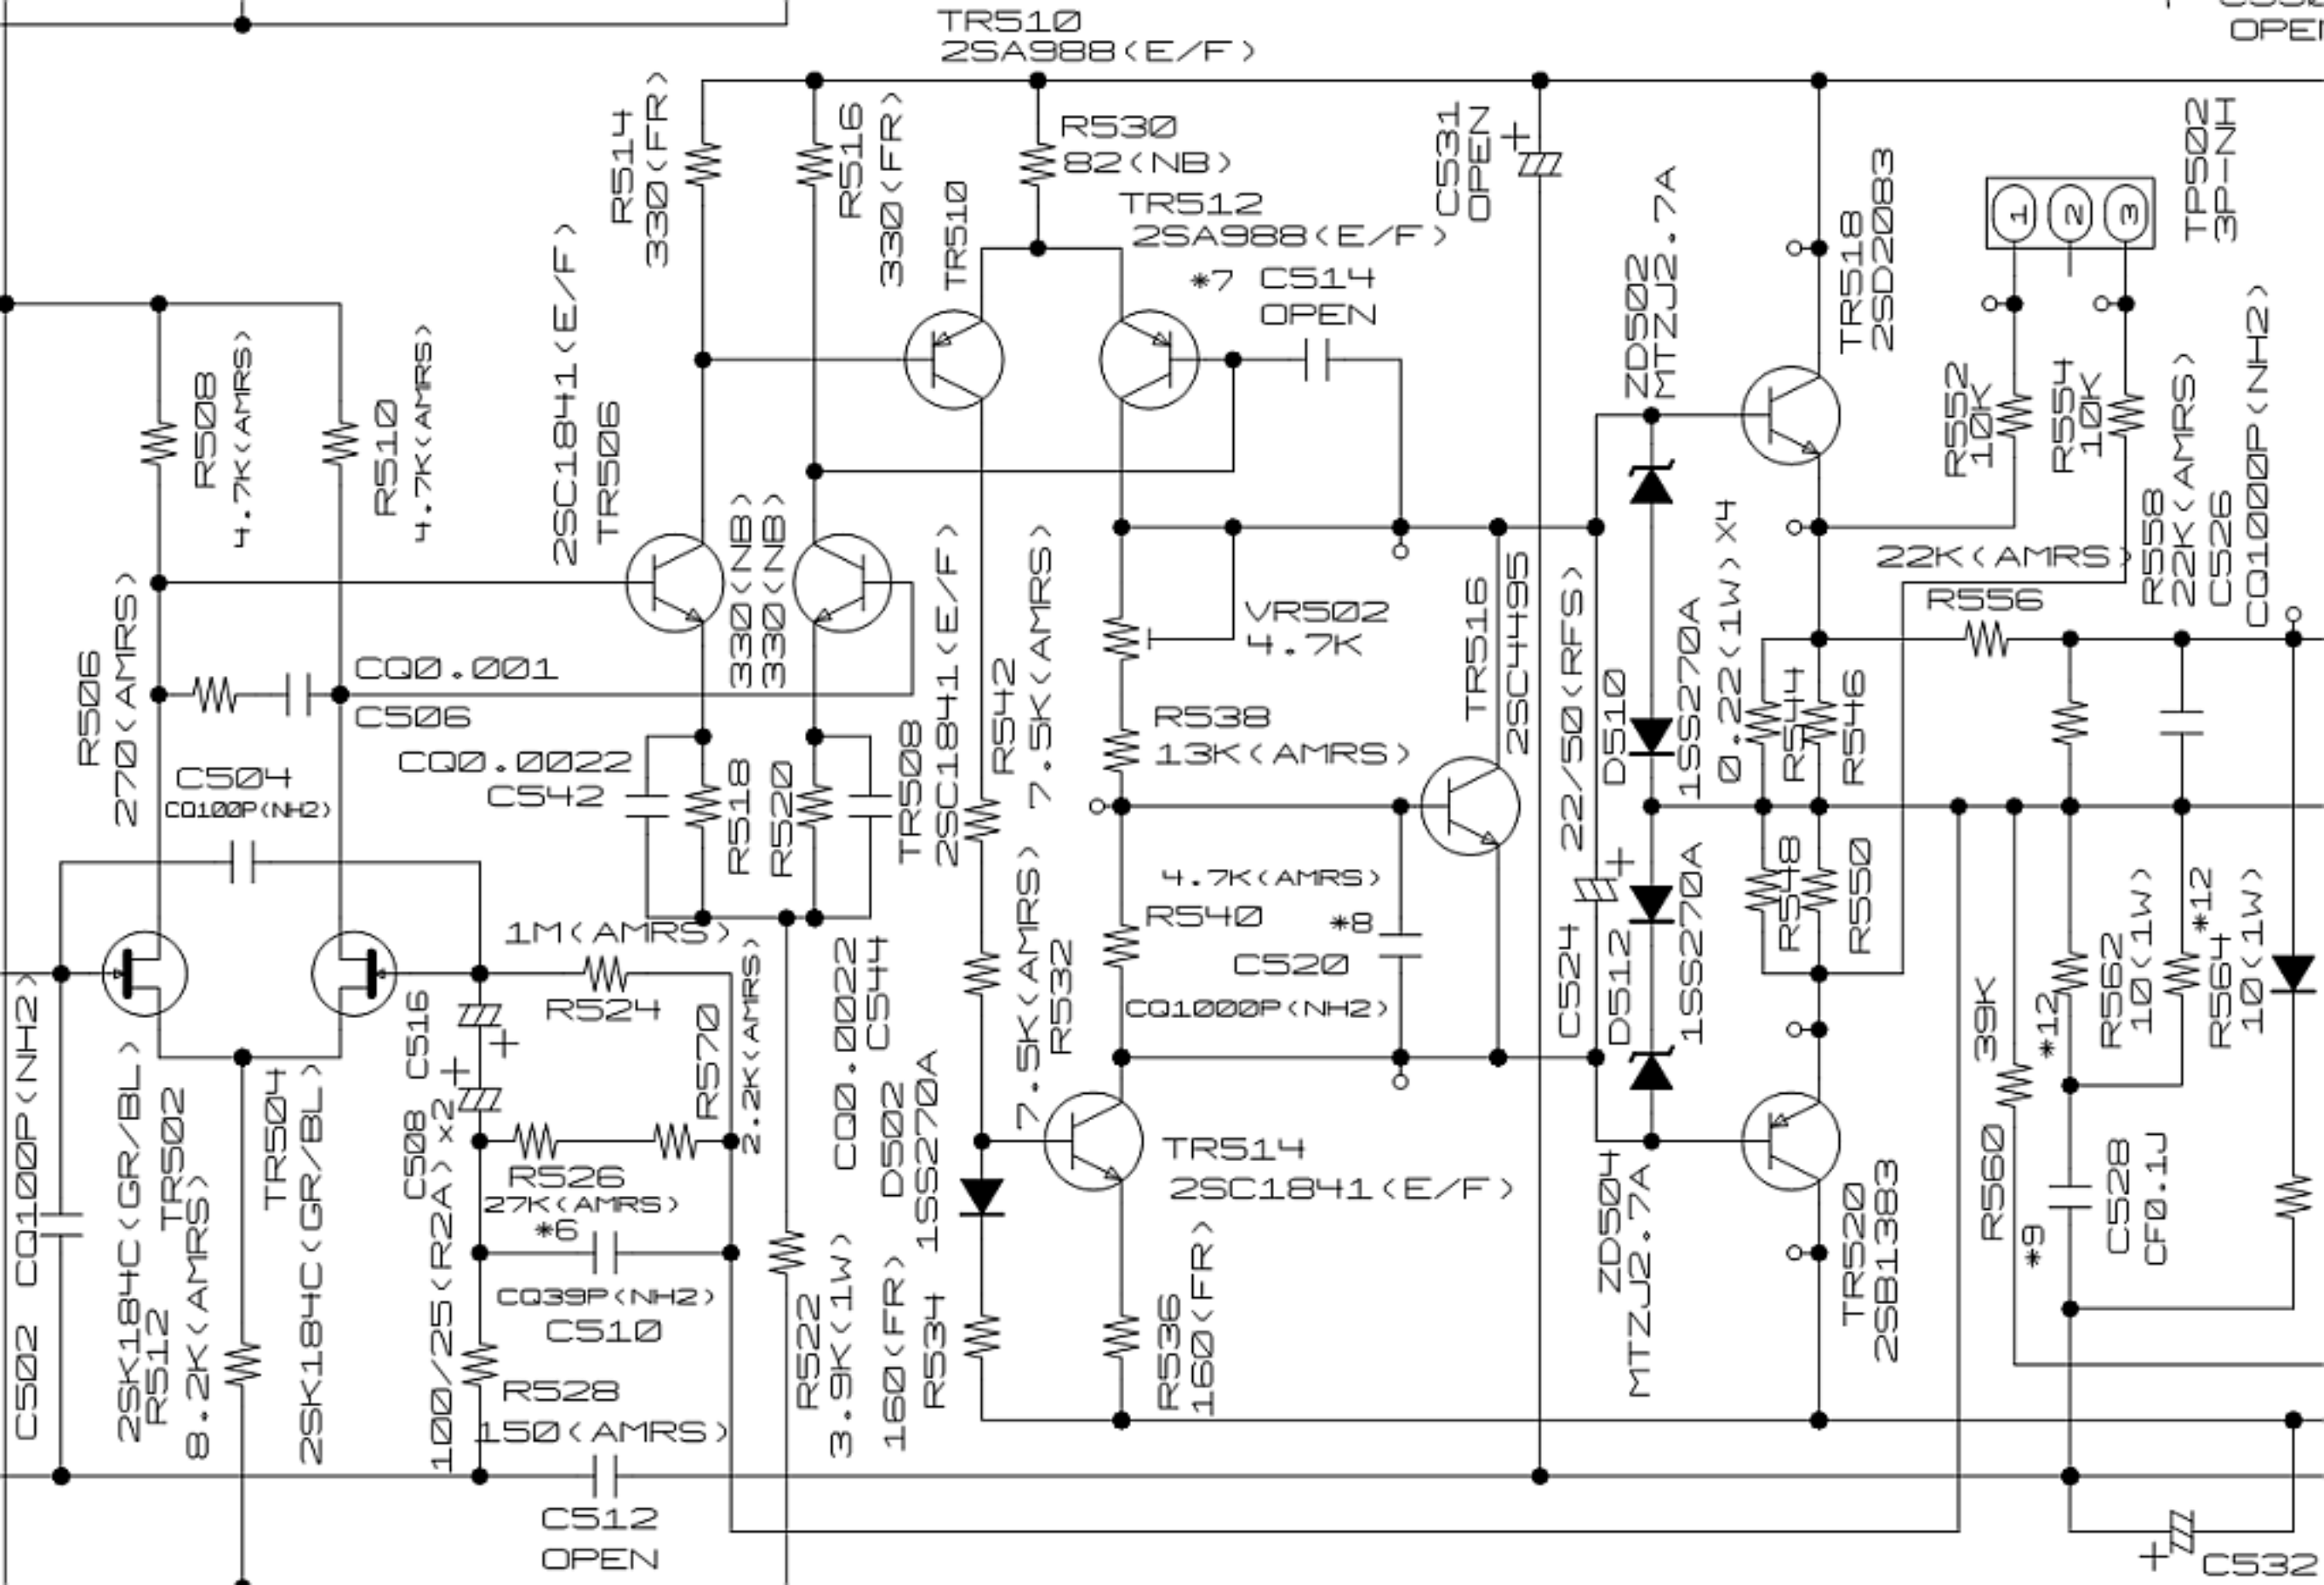 TR510
2SA988(E/F)
OPEN
R514
330(FR)
R516
330(FR)
R530
82(NB)
TR510
TR512
2SA988(E/F)
*7 C514
OPEN
C531
OPEN
+
ZD502
MTZJ2.7A
TR518
2SD2083
1 2 3
TP502
3P-INZI
R508
4.7K(AMRS)
R510
4.7K(AMRS)
2SC1841(E/F)
TR506
R552
10K
R554
10K
R558
22K(AMRS)
C526
CQ1000P(NH2)
330(NB)
330(NB)
22K(AMRS)
R556
R506
270(AMRS)
CQ0.001
C506
CQ0.0022
C542
R518
R520
TR508
2SC1841(E/F)
R542
7.5K(AMRS)
VR502
4.7K
R538
13K(AMRS)
TR516
2SC4495
22/50(RFS)
C524
+
D510
1SS270A
0.22(1W)X4
R544
R546
R548
R550
C504
CQ100P(NH2)
4.7K(AMRS)
R540
*8
C520
CQ1000P(NH2)
D512
1SS270A
1M(AMRS)
R524
C516
+
+
C508
100/25(R2A)x2
R570
2.2K(AMRS)
CQ0.0022
C544
7.5K(AMRS)
R532
D502
1SS270A
TR514
2SC1841(E/F)
C502
CQ100P(NH2)
2SK184C(GR/BL)
TR502
R512
8.2K(AMRS)
TR504
2SK184C(GR/BL)
R526
27K(AMRS)
*6
CQ39P(NH2)
C510
R528
150(AMRS)
C512
OPEN
R522
3.9K(1W)
160(FR)
R534
R536
160(FR)
ZD504
MTZJ2.7A
TR520
2SB1383
39K
R560
*9
*12
R562
10(1W)
*12
R564
10(1W)
C528
CF0.1J
+
C532